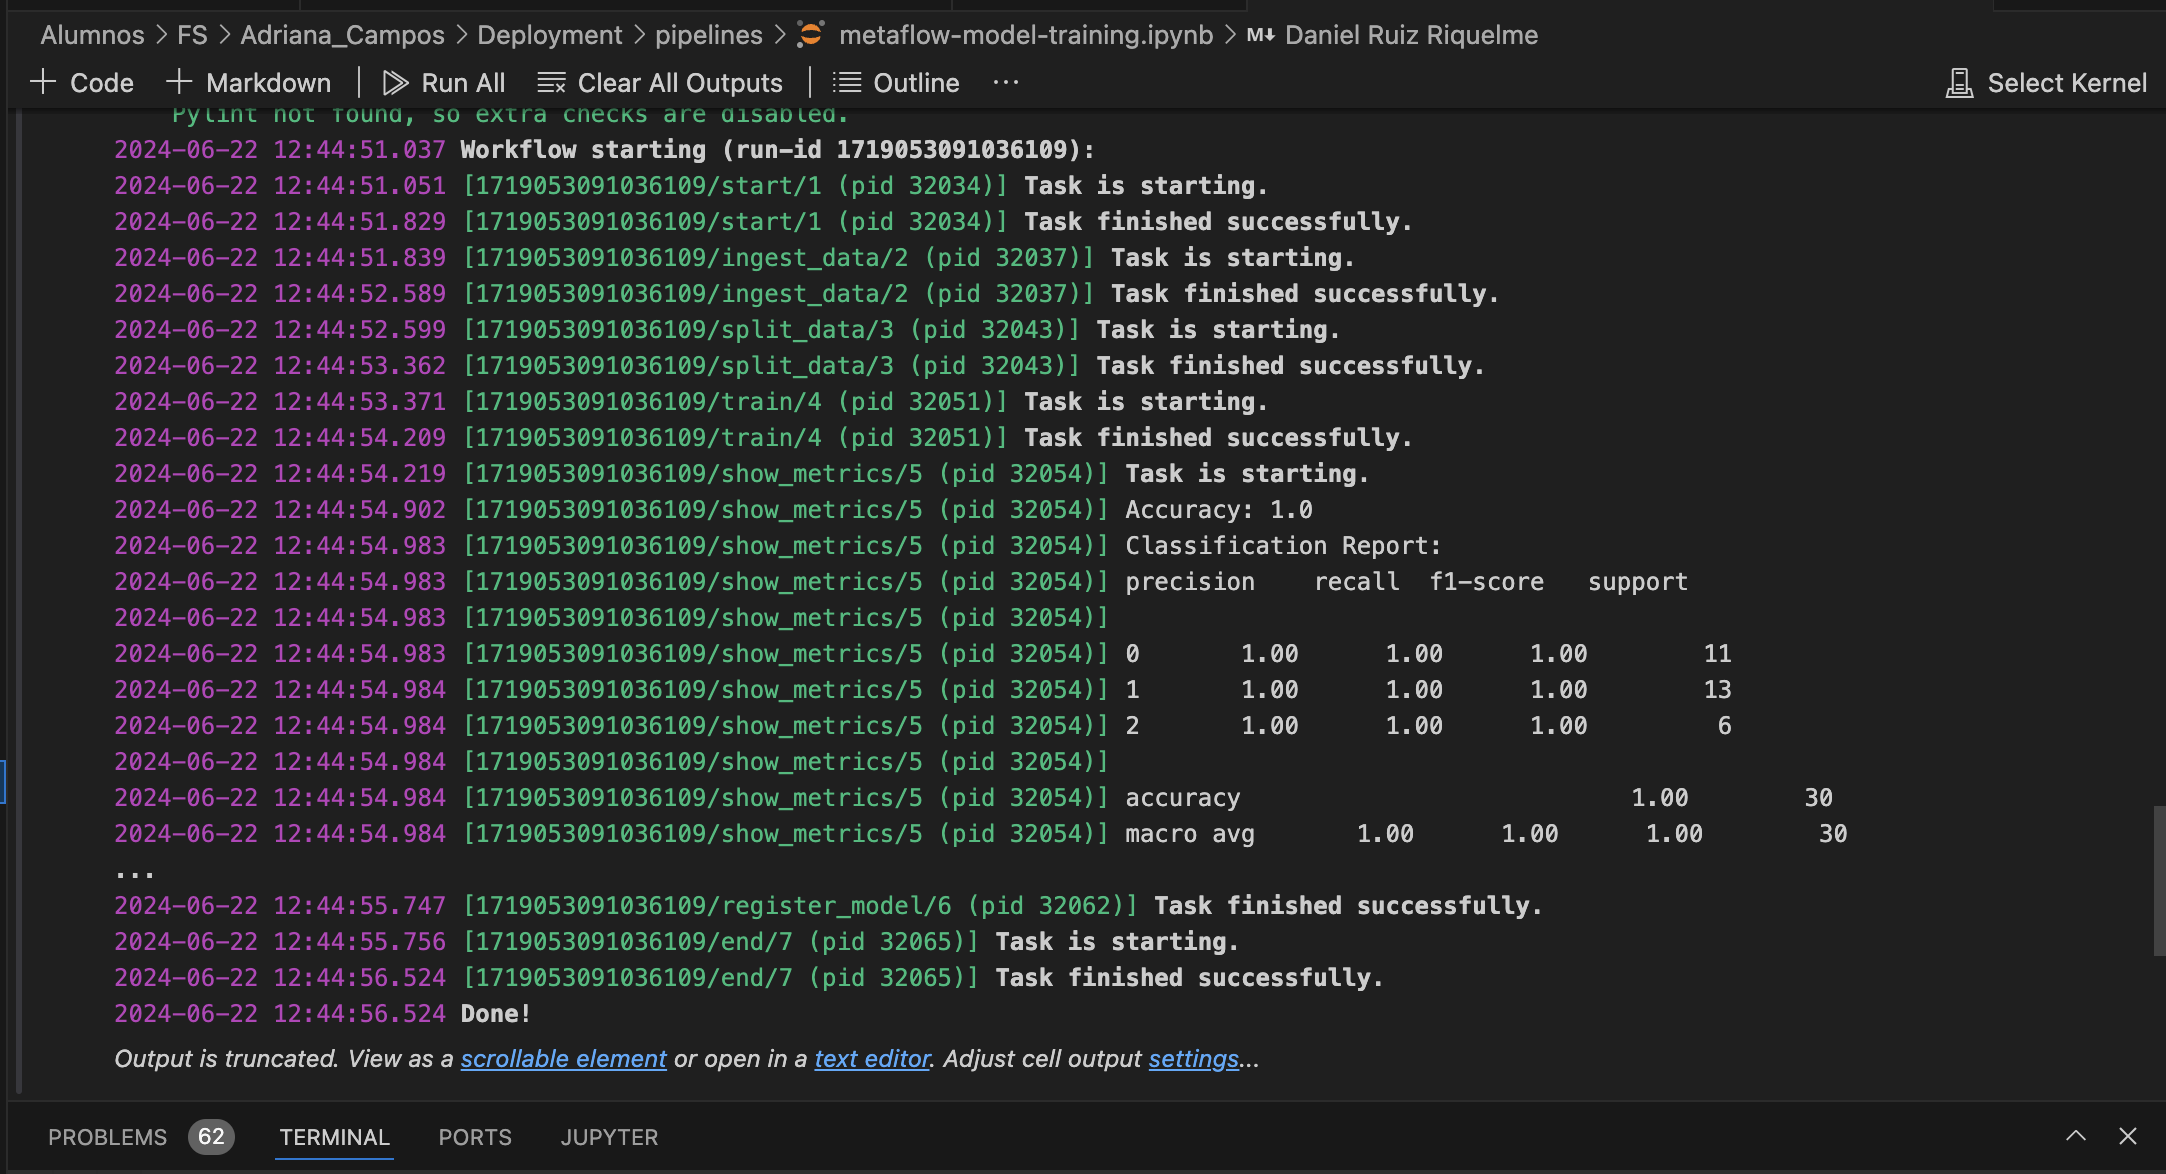 Alumnos > FS > Adriana_Campos > Deployment > pipelines > metaflow-model-training.ipynb > M↓ Daniel Ruiz Riquelme
+ Code + Markdown | Run All Clear All Outputs | Outline ··· Select Kernel
Pylint not found, so extra checks are disabled.
2024-06-22 12:44:51.037 Workflow starting (run-id 1719053091036109):
2024-06-22 12:44:51.051 [1719053091036109/start/1 (pid 32034)] Task is starting.
2024-06-22 12:44:51.829 [1719053091036109/start/1 (pid 32034)] Task finished successfully.
2024-06-22 12:44:51.839 [1719053091036109/ingest_data/2 (pid 32037)] Task is starting.
2024-06-22 12:44:52.589 [1719053091036109/ingest_data/2 (pid 32037)] Task finished successfully.
2024-06-22 12:44:52.599 [1719053091036109/split_data/3 (pid 32043)] Task is starting.
2024-06-22 12:44:53.362 [1719053091036109/split_data/3 (pid 32043)] Task finished successfully.
2024-06-22 12:44:53.371 [1719053091036109/train/4 (pid 32051)] Task is starting.
2024-06-22 12:44:54.209 [1719053091036109/train/4 (pid 32051)] Task finished successfully.
2024-06-22 12:44:54.219 [1719053091036109/show_metrics/5 (pid 32054)] Task is starting.
2024-06-22 12:44:54.902 [1719053091036109/show_metrics/5 (pid 32054)] Accuracy: 1.0
2024-06-22 12:44:54.983 [1719053091036109/show_metrics/5 (pid 32054)] Classification Report:
2024-06-22 12:44:54.983 [1719053091036109/show_metrics/5 (pid 32054)] precision recall f1-score support
2024-06-22 12:44:54.983 [1719053091036109/show_metrics/5 (pid 32054)]
2024-06-22 12:44:54.983 [1719053091036109/show_metrics/5 (pid 32054)] 0 1.00 1.00 1.00 11
2024-06-22 12:44:54.984 [1719053091036109/show_metrics/5 (pid 32054)] 1 1.00 1.00 1.00 13
2024-06-22 12:44:54.984 [1719053091036109/show_metrics/5 (pid 32054)] 2 1.00 1.00 1.00 6
2024-06-22 12:44:54.984 [1719053091036109/show_metrics/5 (pid 32054)]
2024-06-22 12:44:54.984 [1719053091036109/show_metrics/5 (pid 32054)] accuracy 1.00 30
2024-06-22 12:44:54.984 [1719053091036109/show_metrics/5 (pid 32054)] macro avg 1.00 1.00 1.00 30
...
2024-06-22 12:44:55.747 [1719053091036109/register_model/6 (pid 32062)] Task finished successfully.
2024-06-22 12:44:55.756 [1719053091036109/end/7 (pid 32065)] Task is starting.
2024-06-22 12:44:56.524 [1719053091036109/end/7 (pid 32065)] Task finished successfully.
2024-06-22 12:44:56.524 Done!
Output is truncated. View as a scrollable element or open in a text editor. Adjust cell output settings...
PROBLEMS 62 TERMINAL PORTS JUPYTER